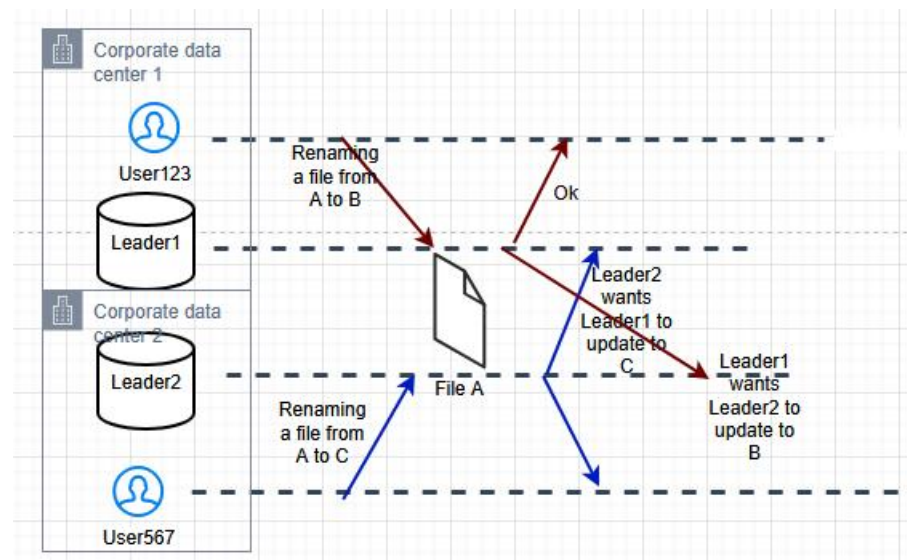 Corporate data
center 1
User123
Renaming
a file from
A to B
Ok
Leader1
Leader2
wants
Leader1 to
update to
C
Corporate data
center 2
Leader2
File A
Leader1
wants
Leader2 to
update to
B
Renaming
a file from
A to C
User567